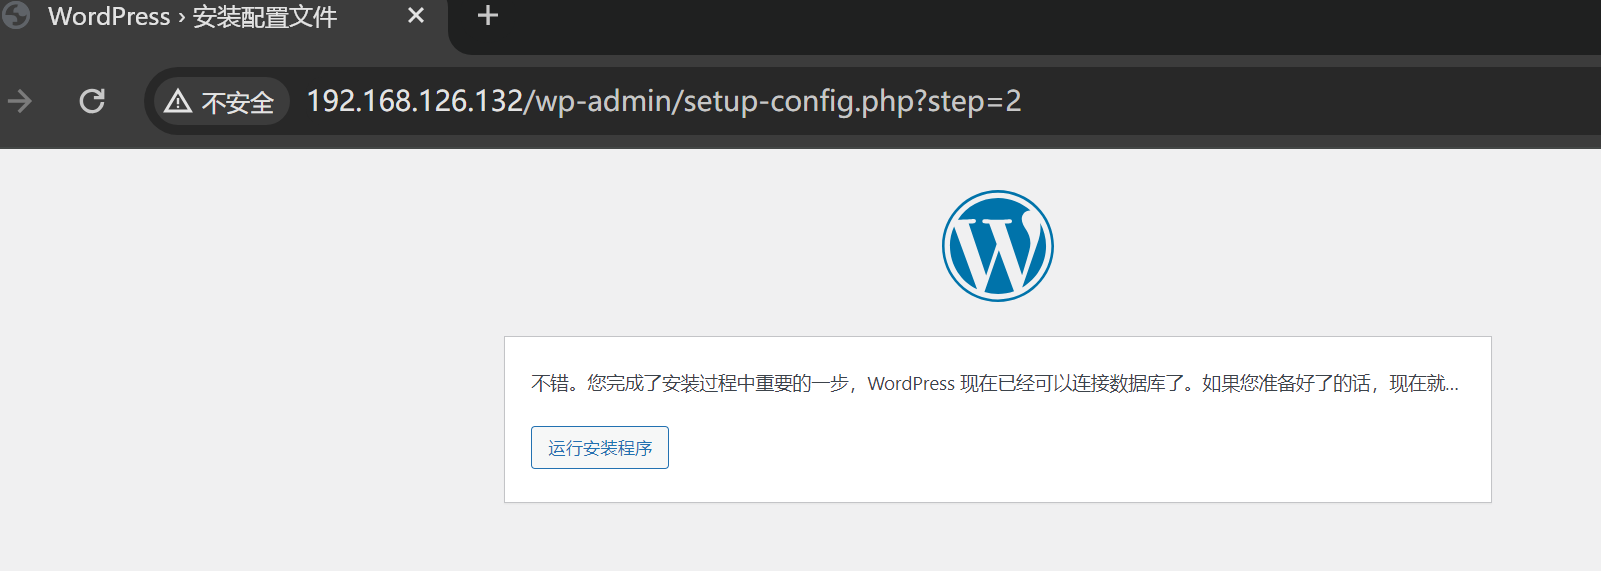 WordPress › 安装配置文件
不安全 192.168.126.132/wp-admin/setup-config.php?step=2
不错。您完成了安装过程中重要的一步，WordPress 现在已经可以连接数据库了。如果您准备好了的话，现在就...
运行安装程序